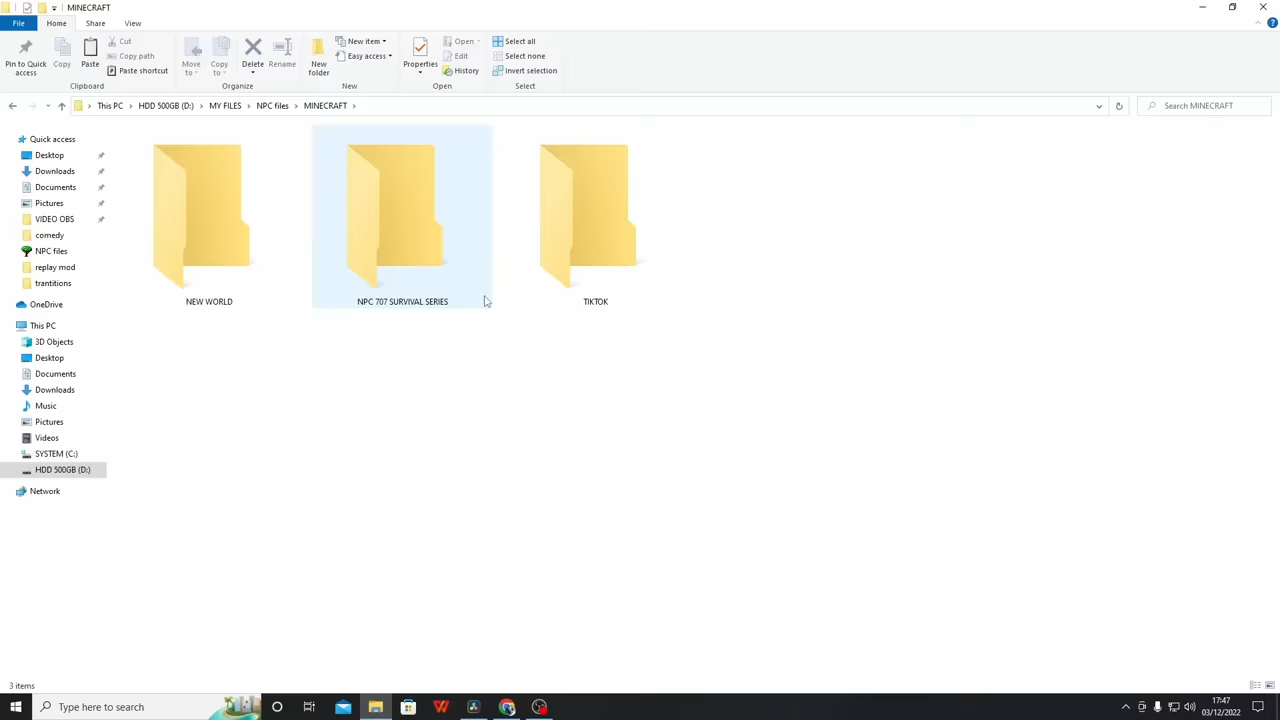 MINECRAFT
File Home Share View
Pin to Quick access
Copy
Paste
Cut
Copy path
Paste shortcut
Move to
Copy to
Delete
Rename
New folder
New item
Easy access
Properties
Open
Edit
History
Select all
Select none
Invert selection
Clipboard Organize New Open Select
This PC HDD 500GB (D:) MY FILES NPC files MINECRAFT
Search MINECRAFT
Quick access
Desktop
Downloads
Documents
Pictures
VIDEO OBS
comedy
NPC files
replay mod
trantitions
OneDrive
This PC
3D Objects
Desktop
Documents
Downloads
Music
Pictures
Videos
SYSTEM (C:)
HDD 500GB (D:)
Network
NEW WORLD NPC 707 SURVIVAL SERIES TIKTOK
3 items
Type here to search
17:47
03/12/2022